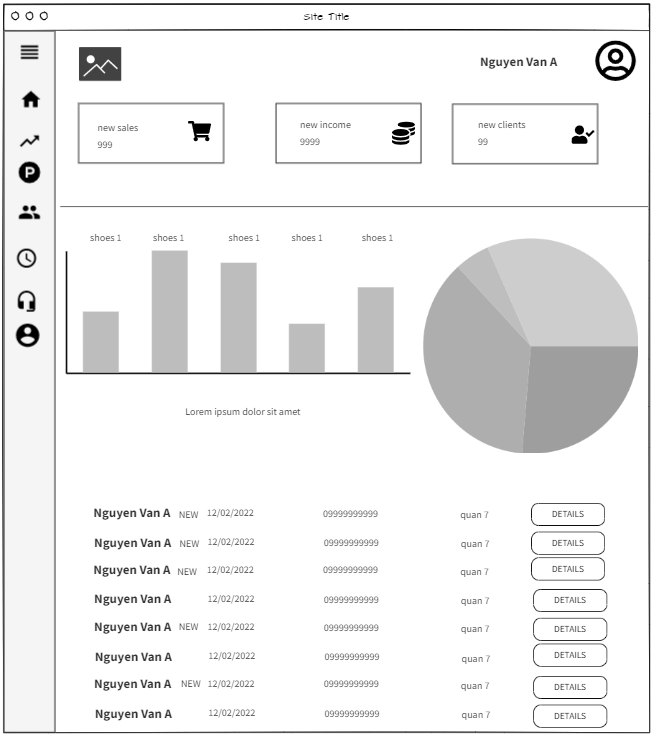 Site Title
Nguyen Van A
new sales
999
new income
9999
new clients
99
shoes 1 shoes 1 shoes 1 shoes 1 shoes 1
Lorem ipsum dolor sit amet
Nguyen Van A NEW 12/02/2022 09999999999 quan 7 DETAILS
Nguyen Van A NEW 12/02/2022 09999999999 quan 7 DETAILS
Nguyen Van A NEW 12/02/2022 09999999999 quan 7 DETAILS
Nguyen Van A 12/02/2022 09999999999 quan 7 DETAILS
Nguyen Van A NEW 12/02/2022 09999999999 quan 7 DETAILS
Nguyen Van A 12/02/2022 09999999999 quan 7 DETAILS
Nguyen Van A NEW 12/02/2022 09999999999 quan 7 DETAILS
Nguyen Van A 12/02/2022 09999999999 quan 7 DETAILS